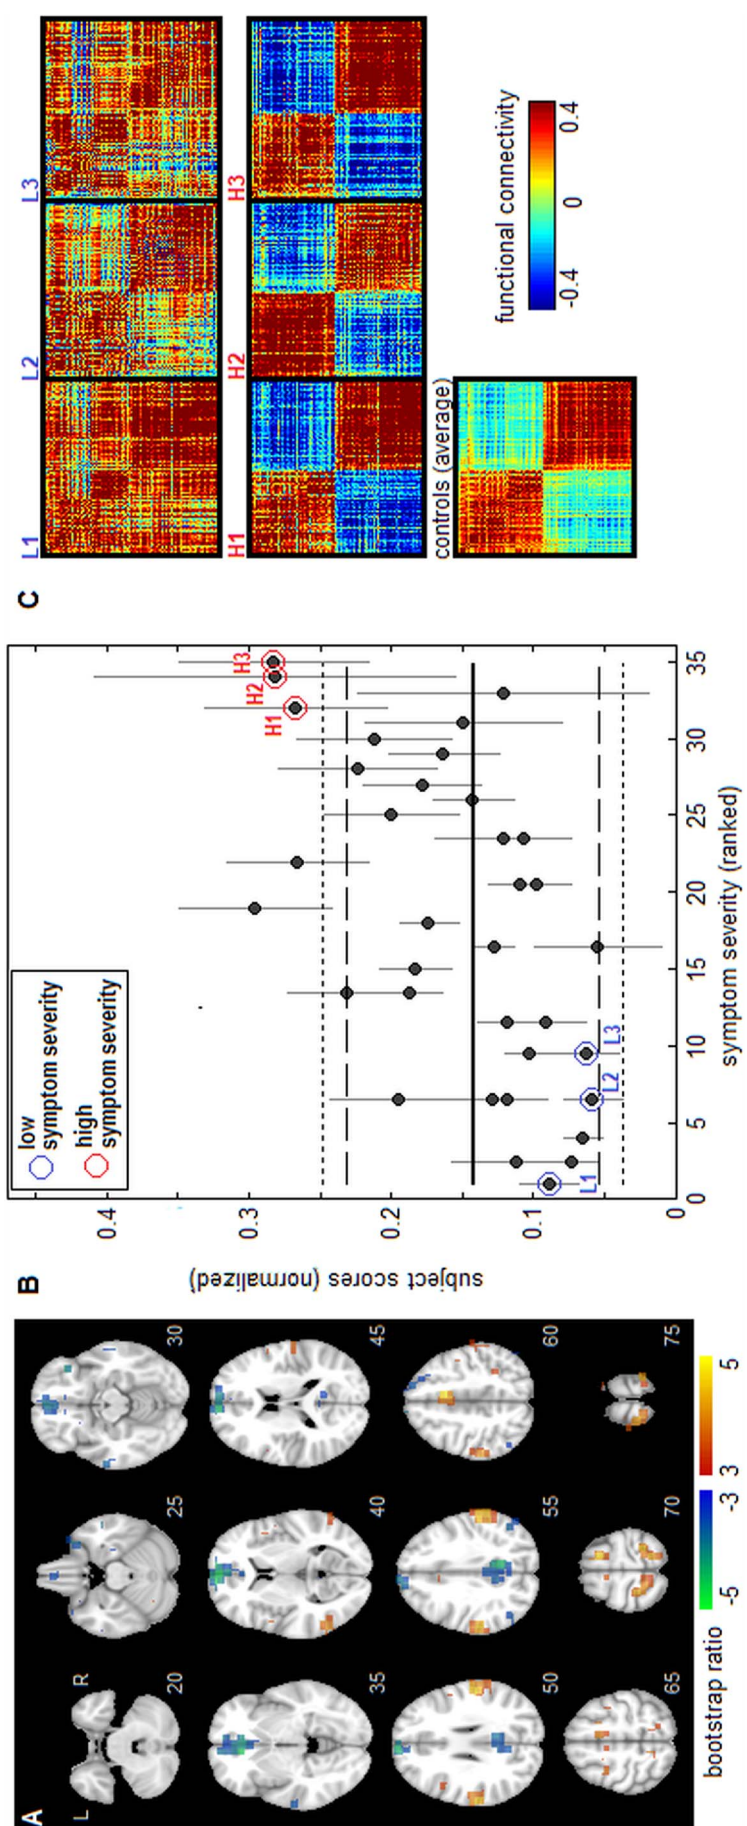 A
L
R
20
25
30
35
40
45
50
55
60
65
70
75
bootstrap ratio
-5
-3
3
5
B
subject scores (normalized)
0.4
0.3
0.2
0.1
0
low
symptom severity
high
symptom severity
H1
H2
H3
L1
L2
L3
0
5
10
15
20
25
30
35
symptom severity (ranked)
C
L1
L2
L3
H1
H2
H3
controls (average)
functional connectivity
-0.4
0
0.4